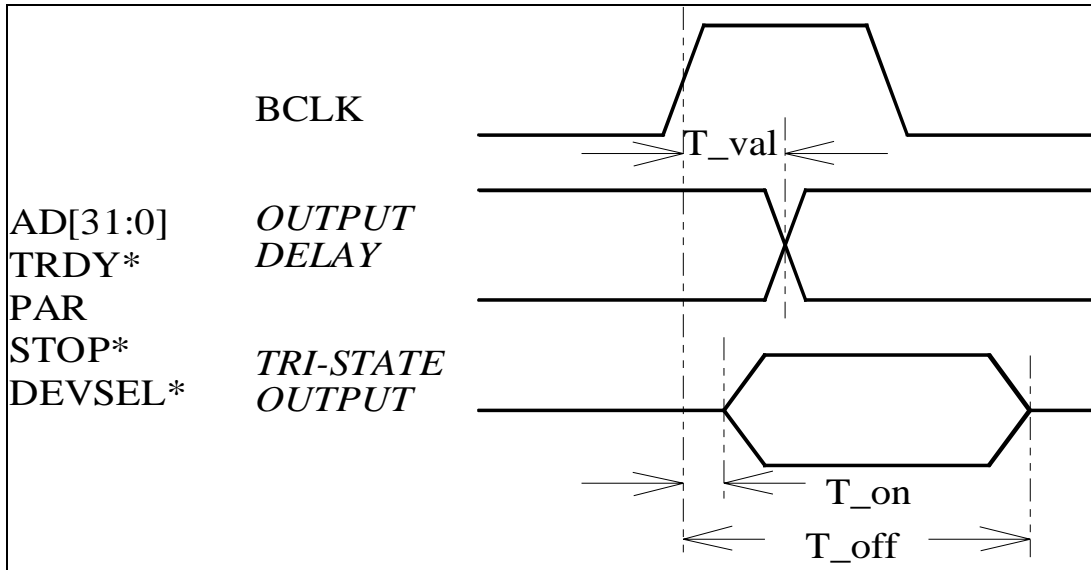 BCLK
T_val
AD[31:0]
TRDY*
PAR
STOP*
DEVSEL*
OUTPUT
DELAY
TRI-STATE
OUTPUT
T_on
T_off